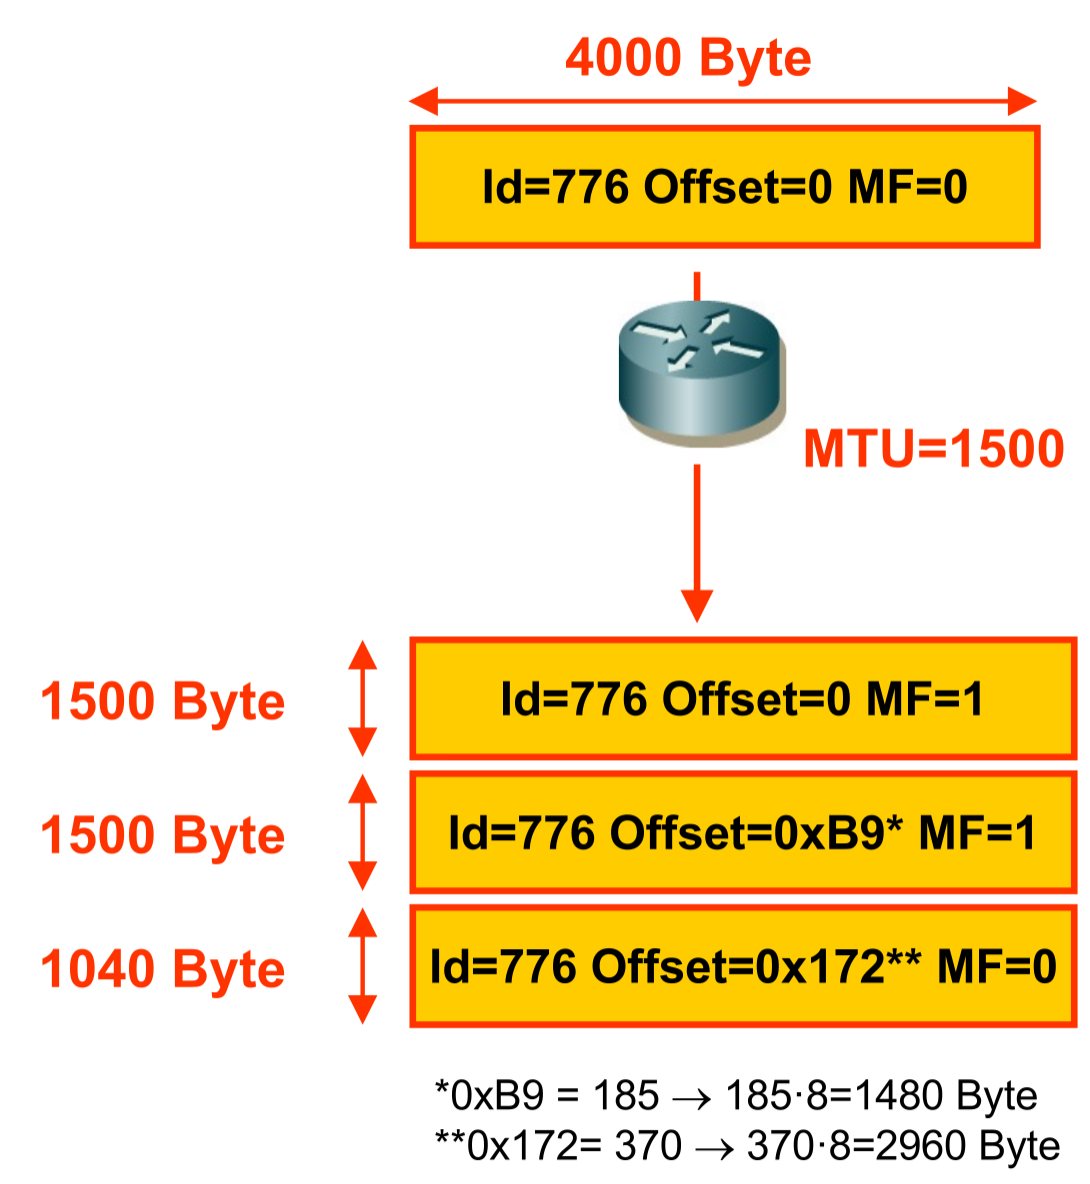 4000 Byte
Id=776 Offset=0 MF=0
MTU=1500
1500 Byte
Id=776 Offset=0 MF=1
1500 Byte
Id=776 Offset=0xB9* MF=1
1040 Byte
Id=776 Offset=0x172** MF=0
*0xB9 = 185 → 185·8=1480 Byte
**0x172= 370 → 370·8=2960 Byte